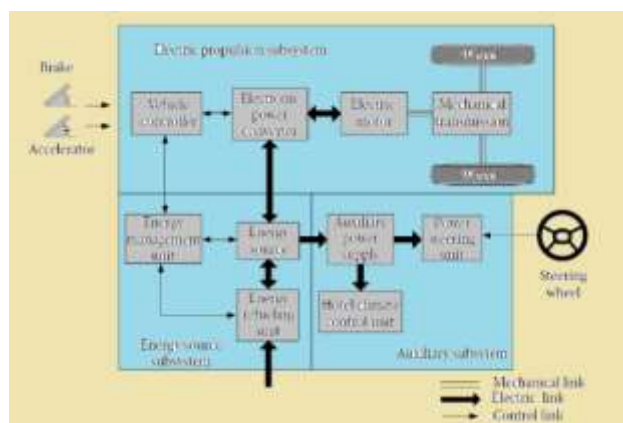 Electric propulsion subsystem
Brake
Accelerator
Vehicle
controller
Electronic
power
converter
Electric
motor
Mechanical
transmission
Wheel
Wheel
Energy
management
unit
Energy
source
Auxiliary
power
supply
Power
steering
unit
Steering
wheel
Energy
refueling
unit
Hotel climate
control unit
Energy source
subsystem
Auxiliary subsystem
Mechanical link
Electric link
Control link